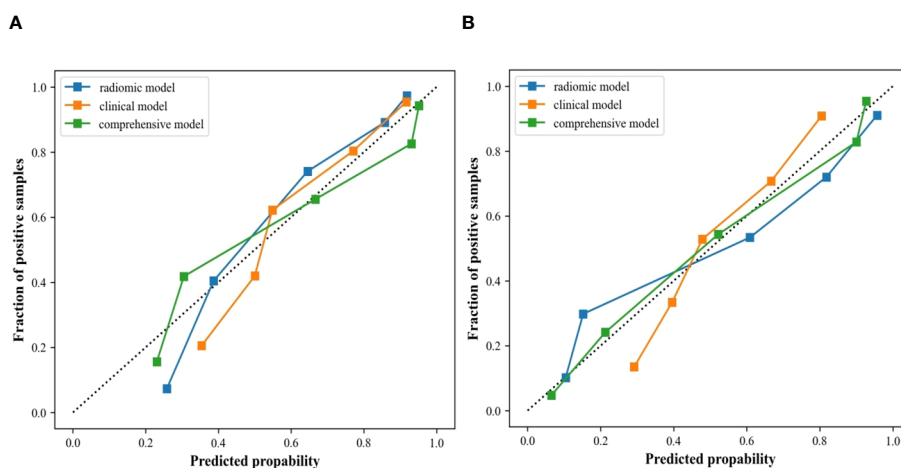 A
B
radiomic model
clinical model
comprehensive model
1.0
0.8
0.6
0.4
0.2
0.0
Fraction of positive samples
0.0 0.2 0.4 0.6 0.8 1.0
Predicted propability
radiomic model
clinical model
comprehensive model
1.0
0.8
0.6
0.4
0.2
0.0
Fraction of positive samples
0.0 0.2 0.4 0.6 0.8 1.0
Predicted propability